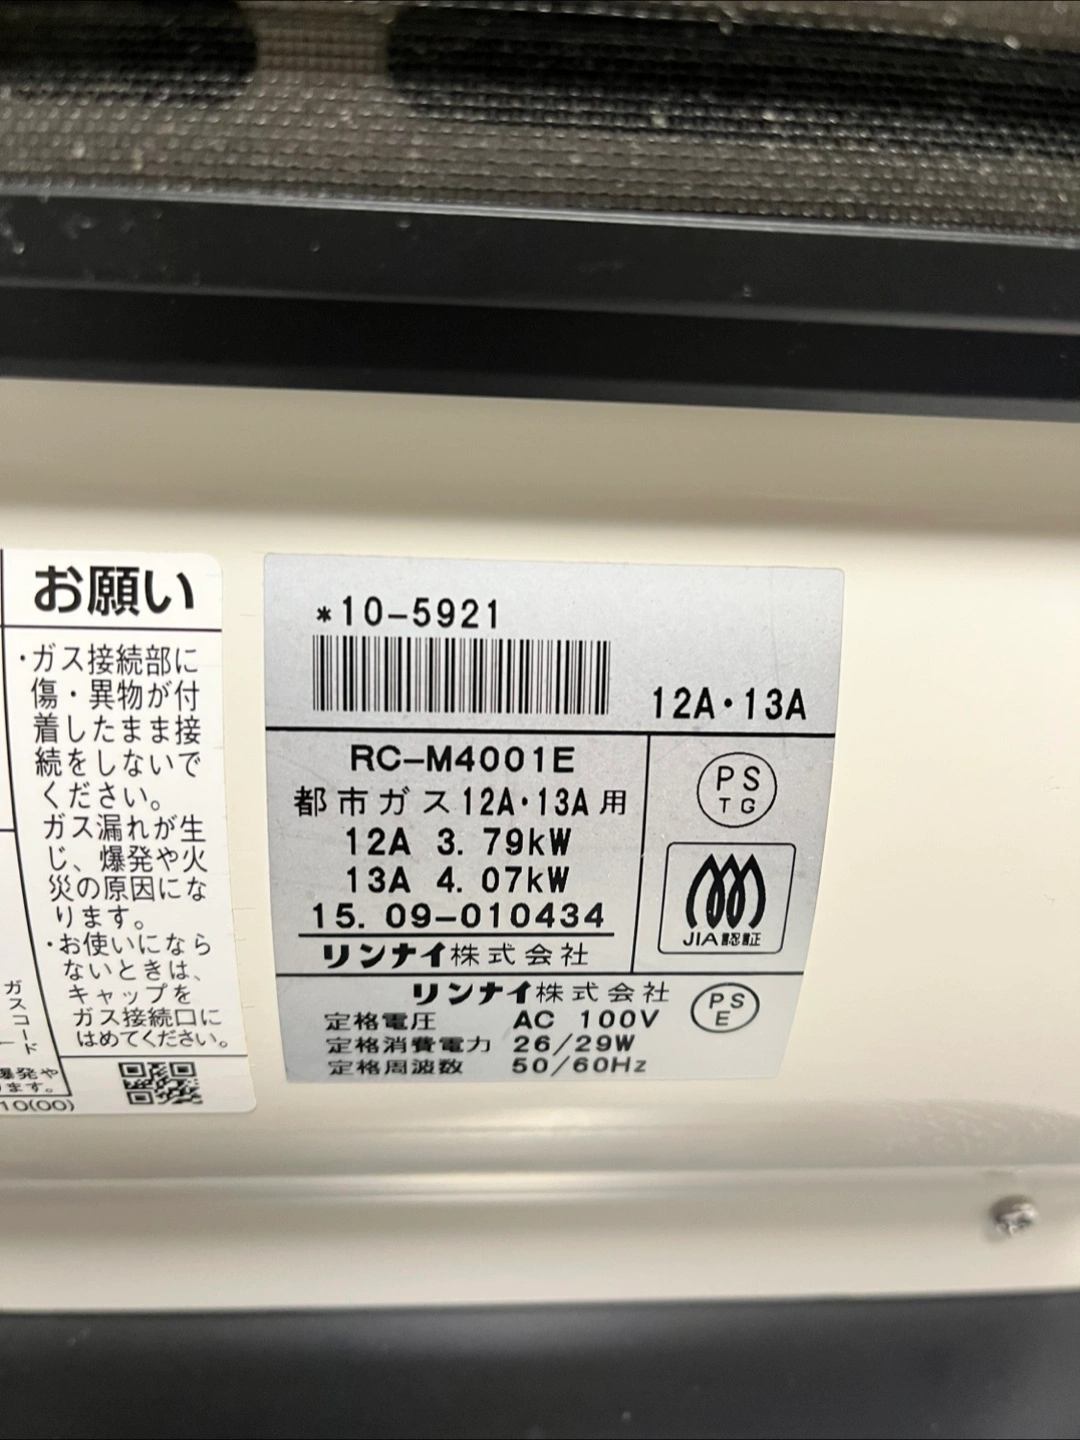 お願い
・ガス接続部に
傷・異物が付
着したまま接
続をしないで
ください。
ガス漏れが生
じ、爆発や火
災の原因にな
ります。
・お使いになら
ないときは、
キャップを
ガス接続口に
はめてください。
ガスコード
爆発や
ります。
10(00)
*10-5921
12A・13A
RC-M4001E
都市ガス12A・13A用
12A 3.79kW
13A 4.07kW
15.09-010434
リンナイ株式会社
PS
TG
JIA認証
リンナイ株式会社
定格電圧 AC 100V
定格消費電力 26/29W
定格周波数 50/60Hz
PS
E